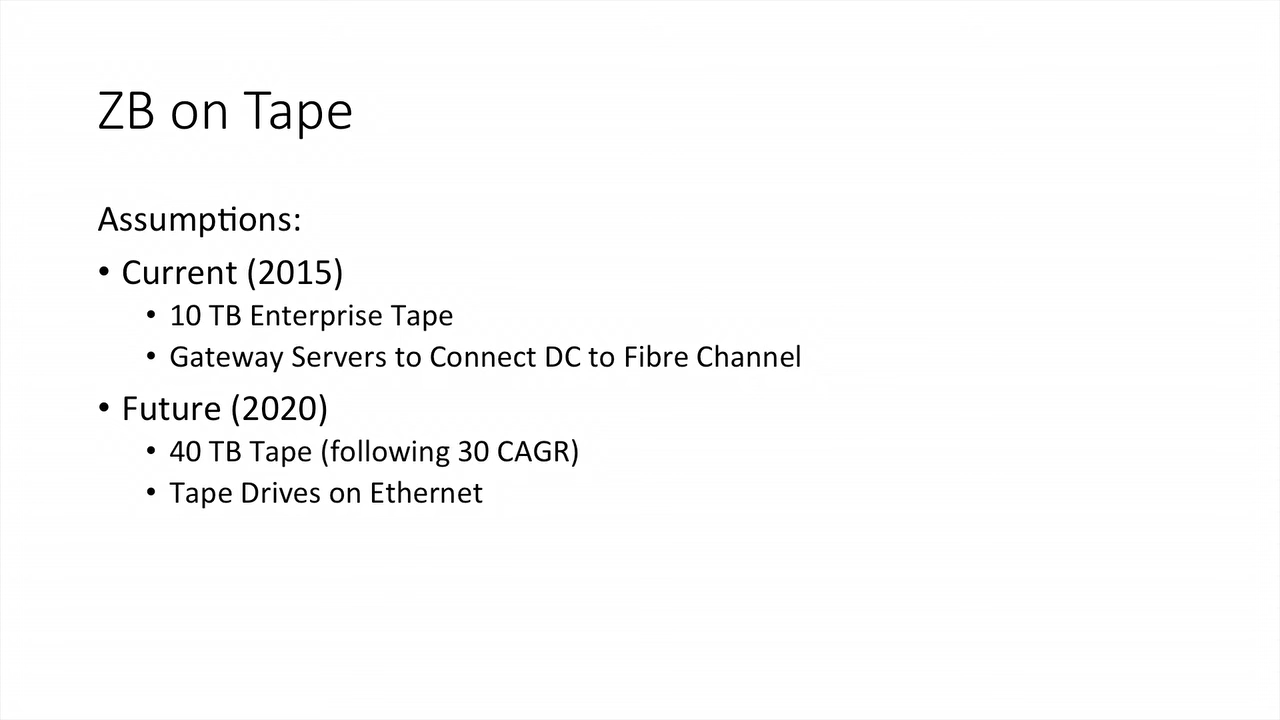 ZB on Tape
Assumptions:
• Current (2015)
• 10 TB Enterprise Tape
• Gateway Servers to Connect DC to Fibre Channel
• Future (2020)
• 40 TB Tape (following 30 CAGR)
• Tape Drives on Ethernet